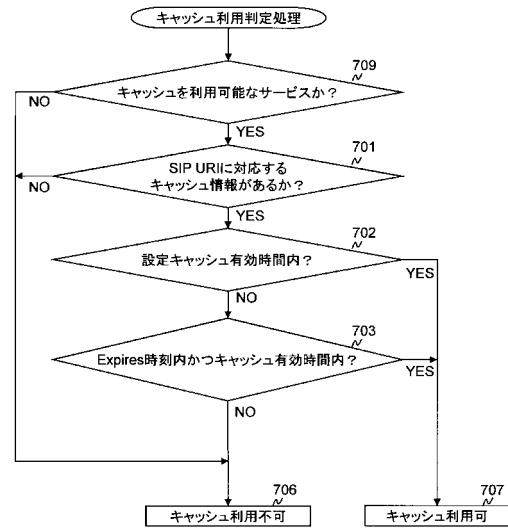 キャッシュ利用判定処理
709
キャッシュを利用可能なサービスか？
NO
YES
701
SIP URIに対応する
キャッシュ情報があるか？
NO
YES
702
設定キャッシュ有効時間内？
YES
NO
703
Expires時刻内かつキャッシュ有効時間内？
YES
NO
706
キャッシュ利用不可
707
キャッシュ利用可